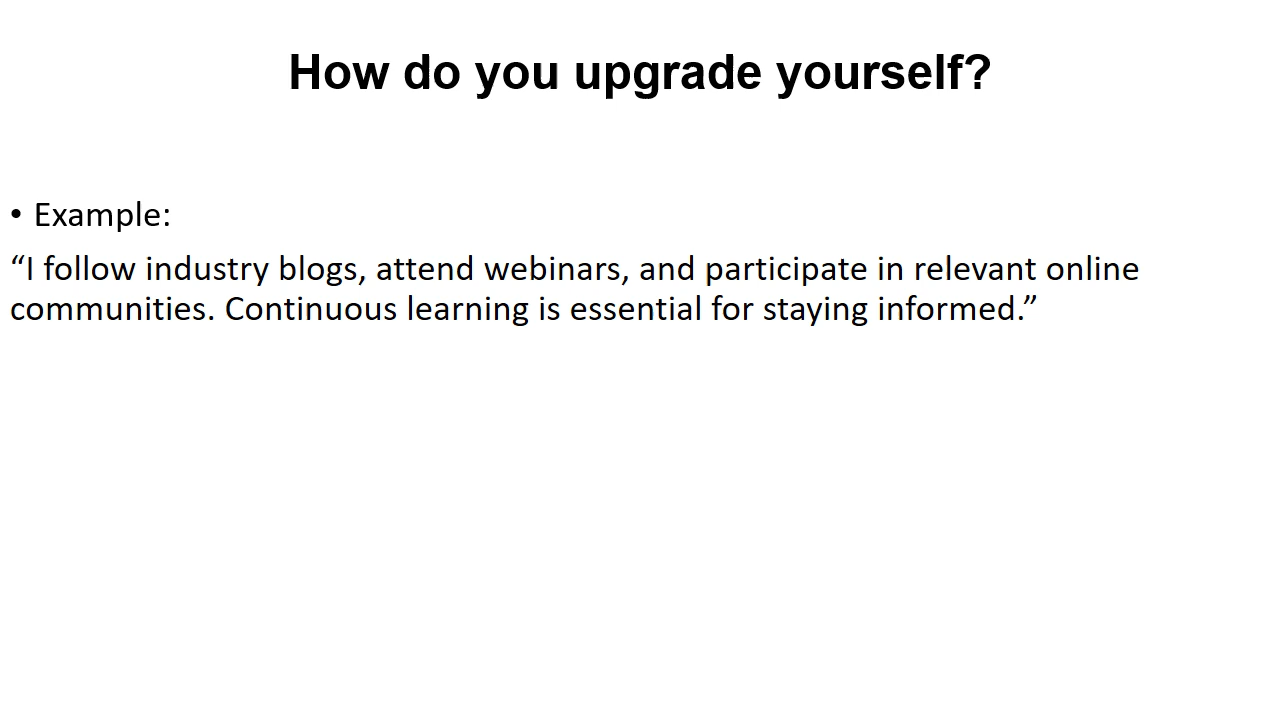 How do you upgrade yourself?
• Example:
“I follow industry blogs, attend webinars, and participate in relevant online
communities. Continuous learning is essential for staying informed.”